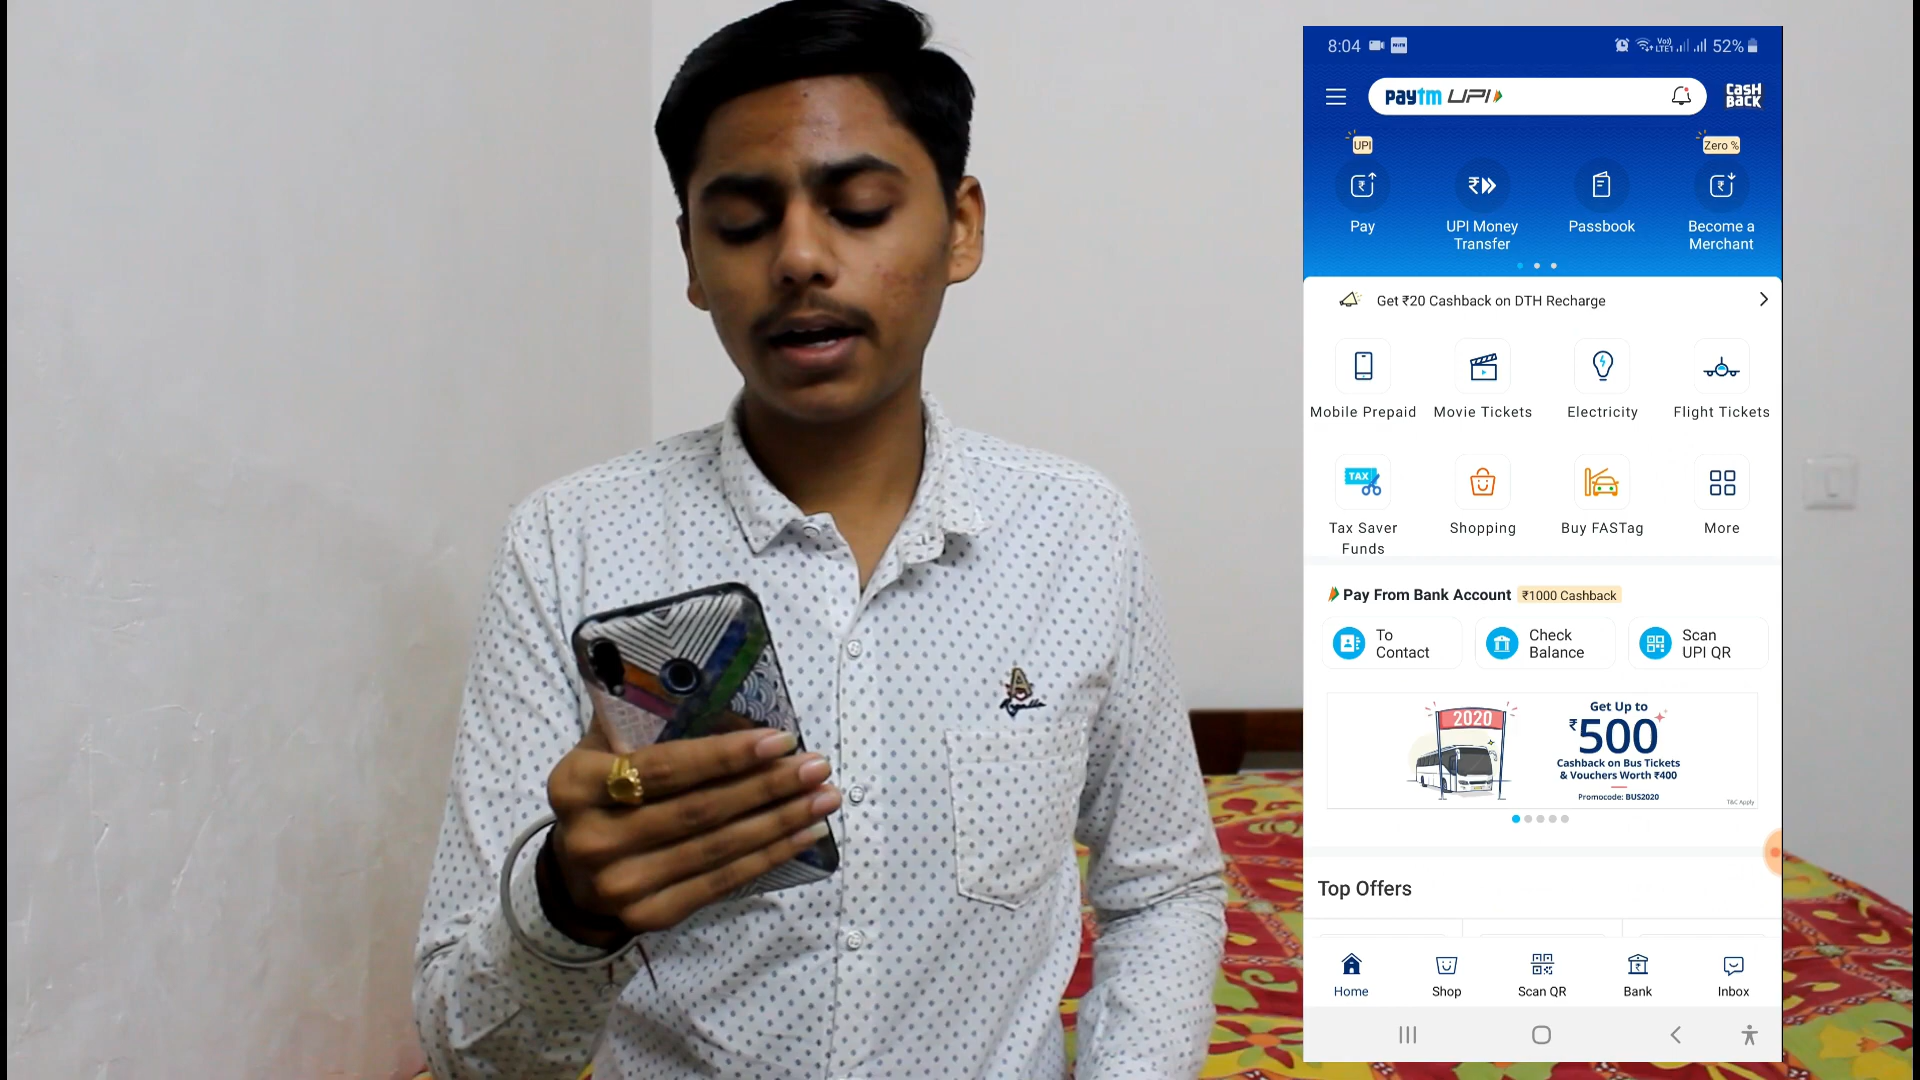 8:04
Vo)) LTE1 52%
paytm UPI
CASH BACK
UPI
Zero %
Pay
UPI Money Transfer
Passbook
Become a Merchant
Get ₹20 Cashback on DTH Recharge
Mobile Prepaid
Movie Tickets
Electricity
Flight Tickets
TAX
Tax Saver Funds
Shopping
Buy FASTag
More
Pay From Bank Account ₹1000 Cashback
To Contact
Check Balance
Scan UPI QR
2020
Get Up to
₹500
Cashback on Bus Tickets
& Vouchers Worth ₹400
Promocode: BUS2020
T&C Apply
Top Offers
Home
Shop
Scan QR
Bank
Inbox
A